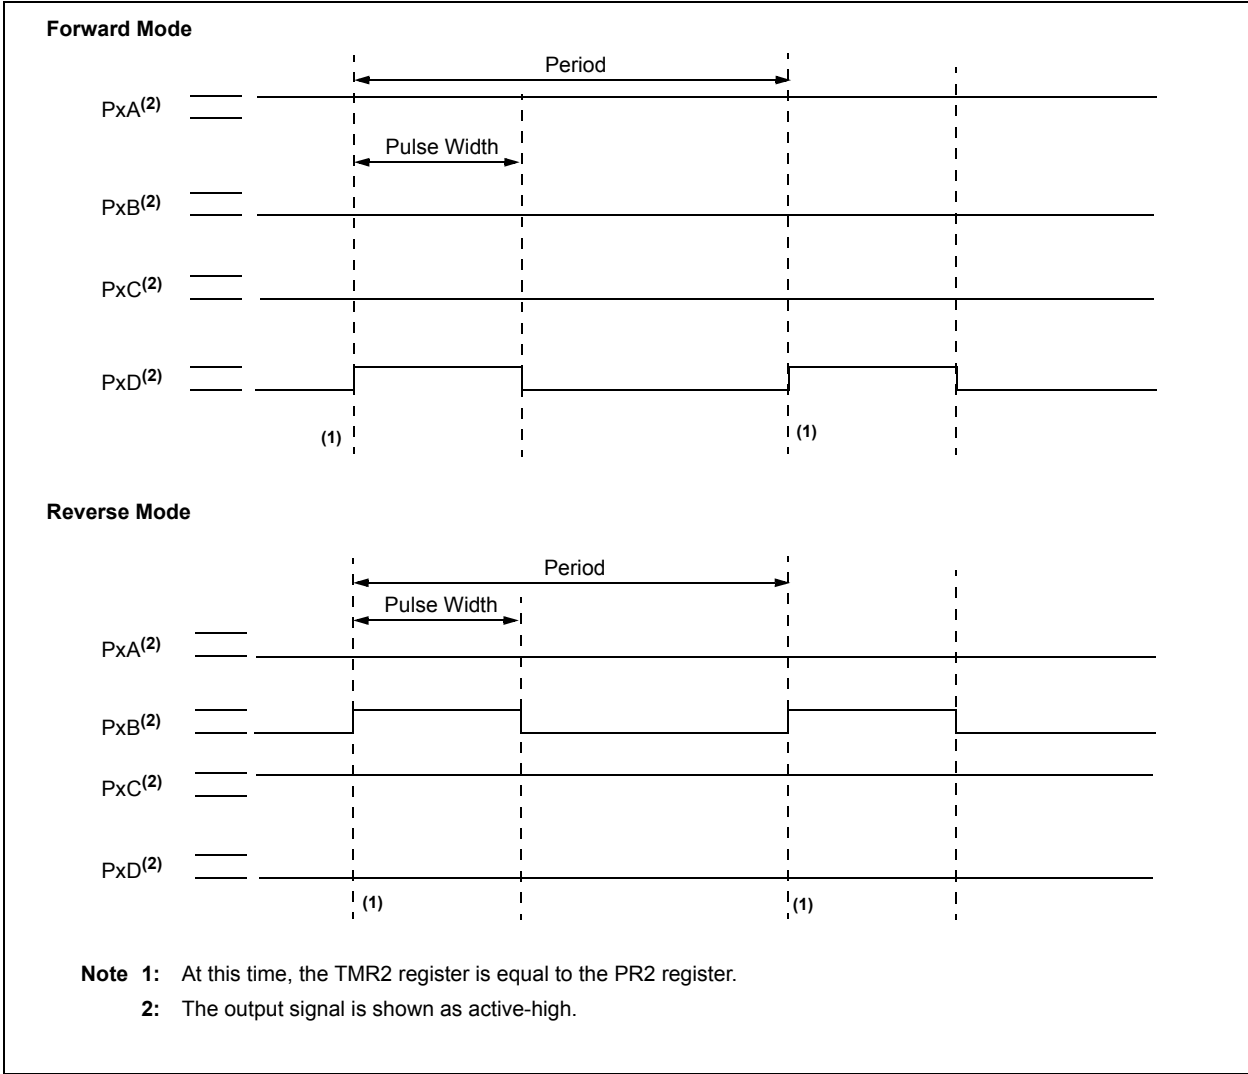 Forward Mode
Period
PxA(2)
Pulse Width
PxB(2)
PxC(2)
PxD(2)
(1) (1)
Reverse Mode
Period
Pulse Width
PxA(2)
PxB(2)
PxC(2)
PxD(2)
(1) (1)
Note 1: At this time, the TMR2 register is equal to the PR2 register.
2: The output signal is shown as active-high.